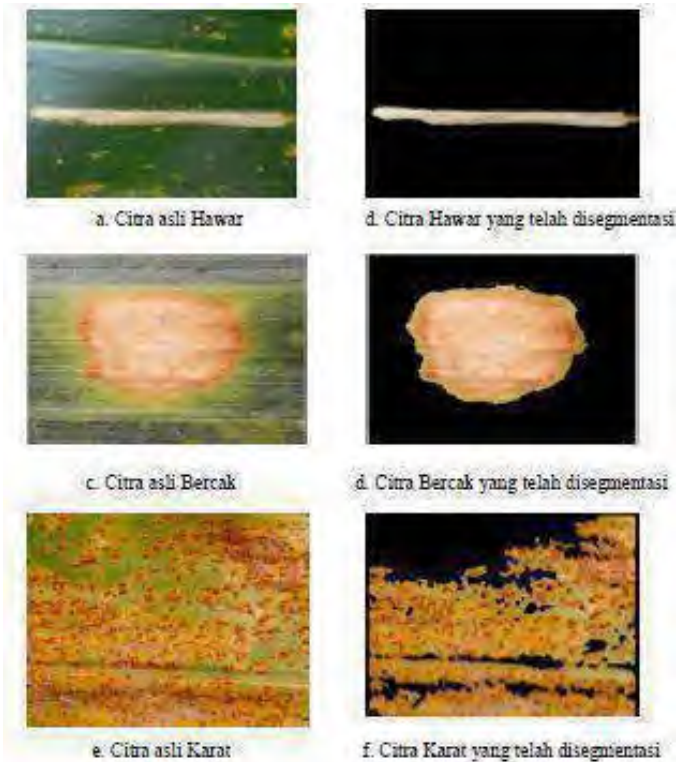 a. Citra asli Hawar
d. Citra Hawar yang telah disegmentasi
c. Citra asli Bercak
d. Citra Bercak yang telah disegmentasi
e. Citra asli Karat
f. Citra Karat yang telah disegmentasi